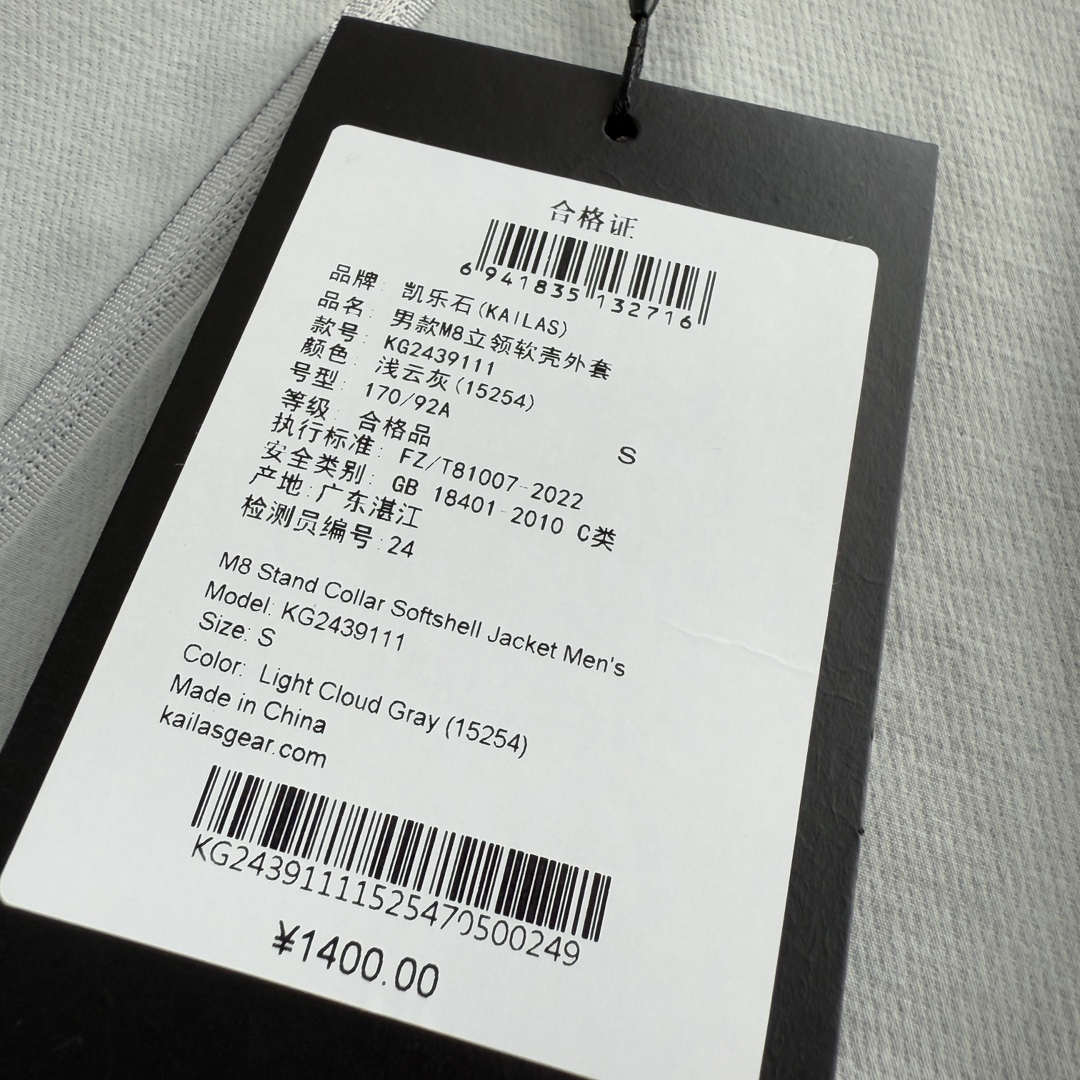 合格证
6 941835 132716
品牌: 凯乐石(KAILAS)
品名: 男款M8立领软壳外套
款号: KG2439111
颜色: 浅云灰(15254)
号型: 170/92A S
等级: 合格品
执行标准: FZ/T81007-2022
安全类别: GB 18401-2010 C类
产地:广东湛江
检测员编号:24
M8 Stand Collar Softshell Jacket Men's
Model: KG2439111
Size: S
Color: Light Cloud Gray (15254)
Made in China
kailasgear.com
KG24391111525470500249
¥1400.00